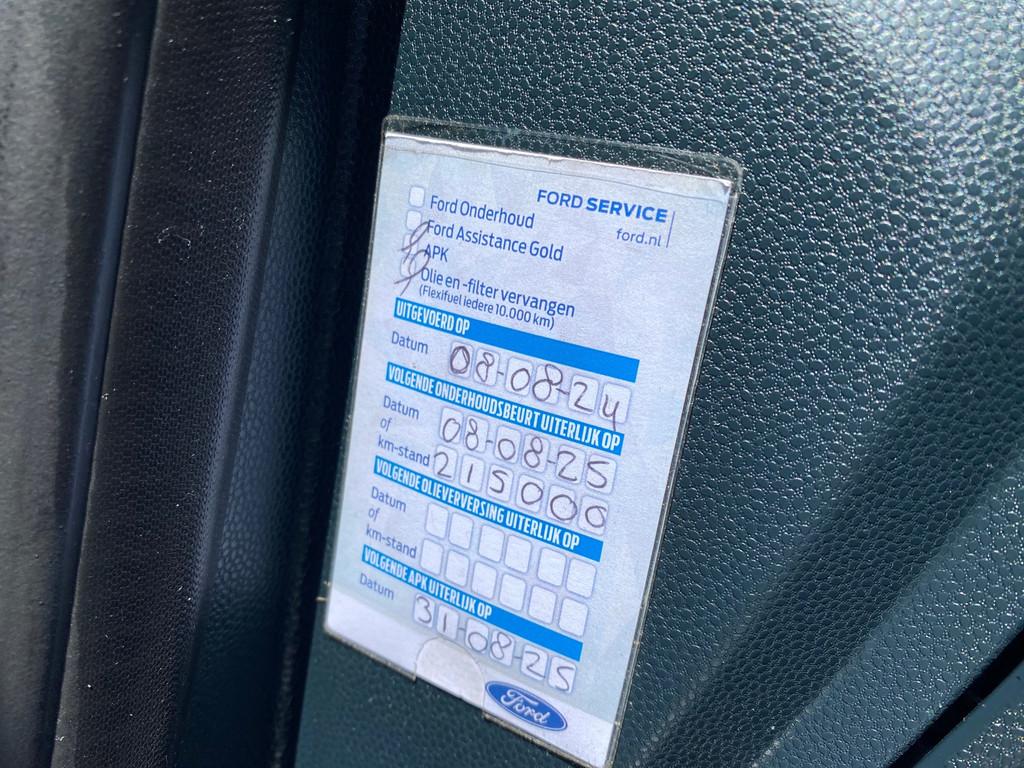 FORD SERVICE
ford.nl
Ford Onderhoud
Ford Assistance Gold
APK
Olie en -filter vervangen
(Flexifuel iedere 10.000 km)
UITGEVOERD OP
Datum 08-08-24
VOLGENDE ONDERHOUDSBEURT UITERLIJK OP
Datum 08-08-25
of
km-stand 215000
VOLGENDE OLIEVERVERSING UITERLIJK OP
Datum
of
km-stand
VOLGENDE APK UITERLIJK OP
Datum 31-08-25
Ford